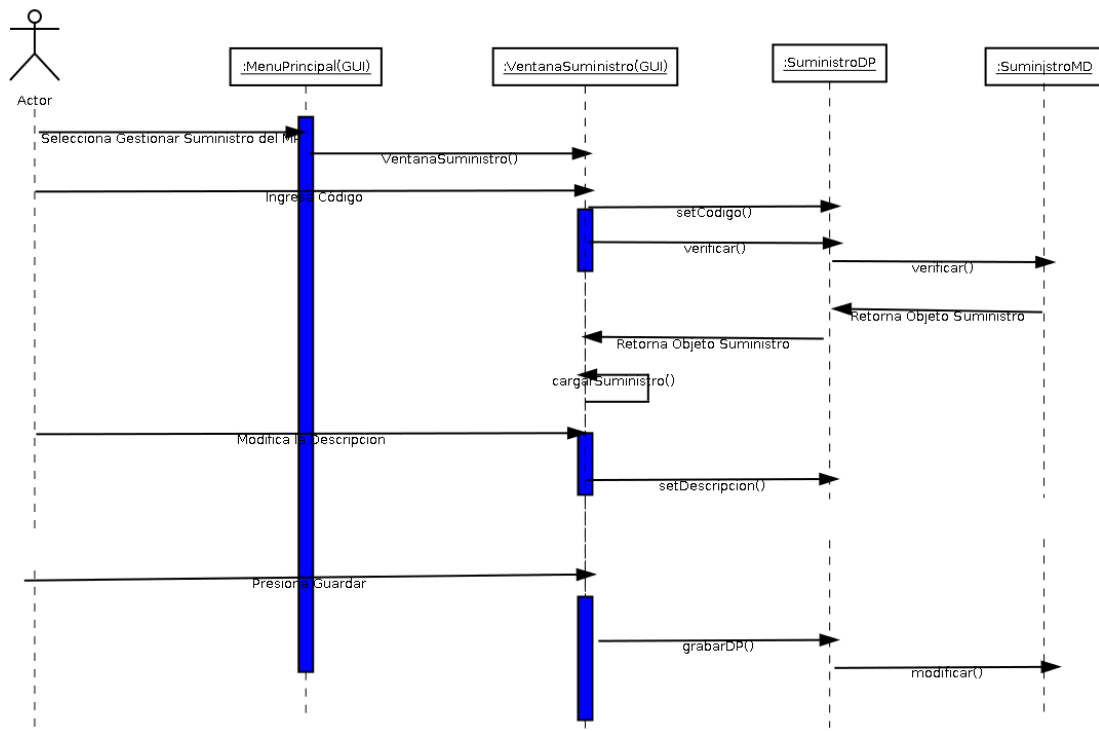 :MenuPrincipal(GUI)
:VentanaSuministro(GUI)
:SuministroDP
:SuministroMD
Actor
Selecciona Gestionar Suministro del MP
VentanaSuministro()
Ingresa Código
setCodigo()
verificar()
verificar()
Retorna Objeto Suministro
Retorna Objeto Suministro
cargarSuministro()
Modifica la Descripcion
setDescripcion()
Presiona Guardar
grabarDP()
modificar()